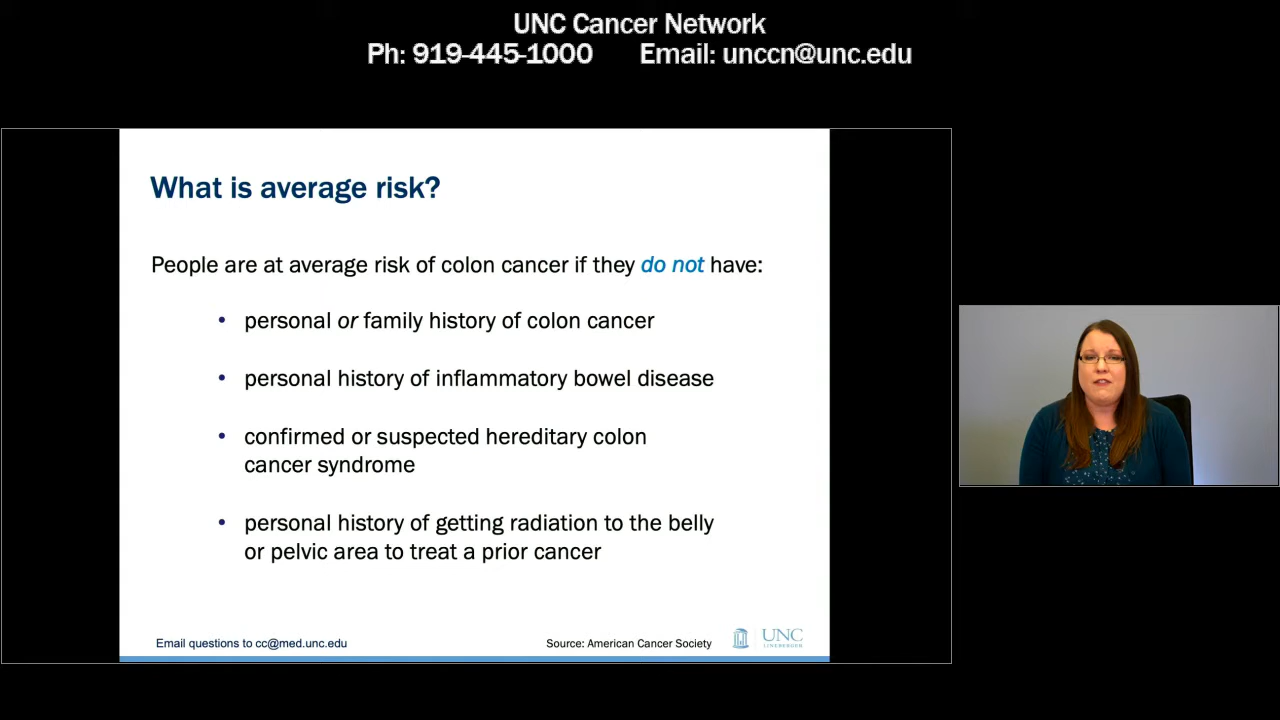 UNC Cancer Network
Ph: 919-445-1000 Email: unccn@unc.edu
What is average risk?
People are at average risk of colon cancer if they do not have:
• personal or family history of colon cancer
• personal history of inflammatory bowel disease
• confirmed or suspected hereditary colon
cancer syndrome
• personal history of getting radiation to the belly
or pelvic area to treat a prior cancer
Email questions to cc@med.unc.edu
Source: American Cancer Society
UNC
LINEBERGER